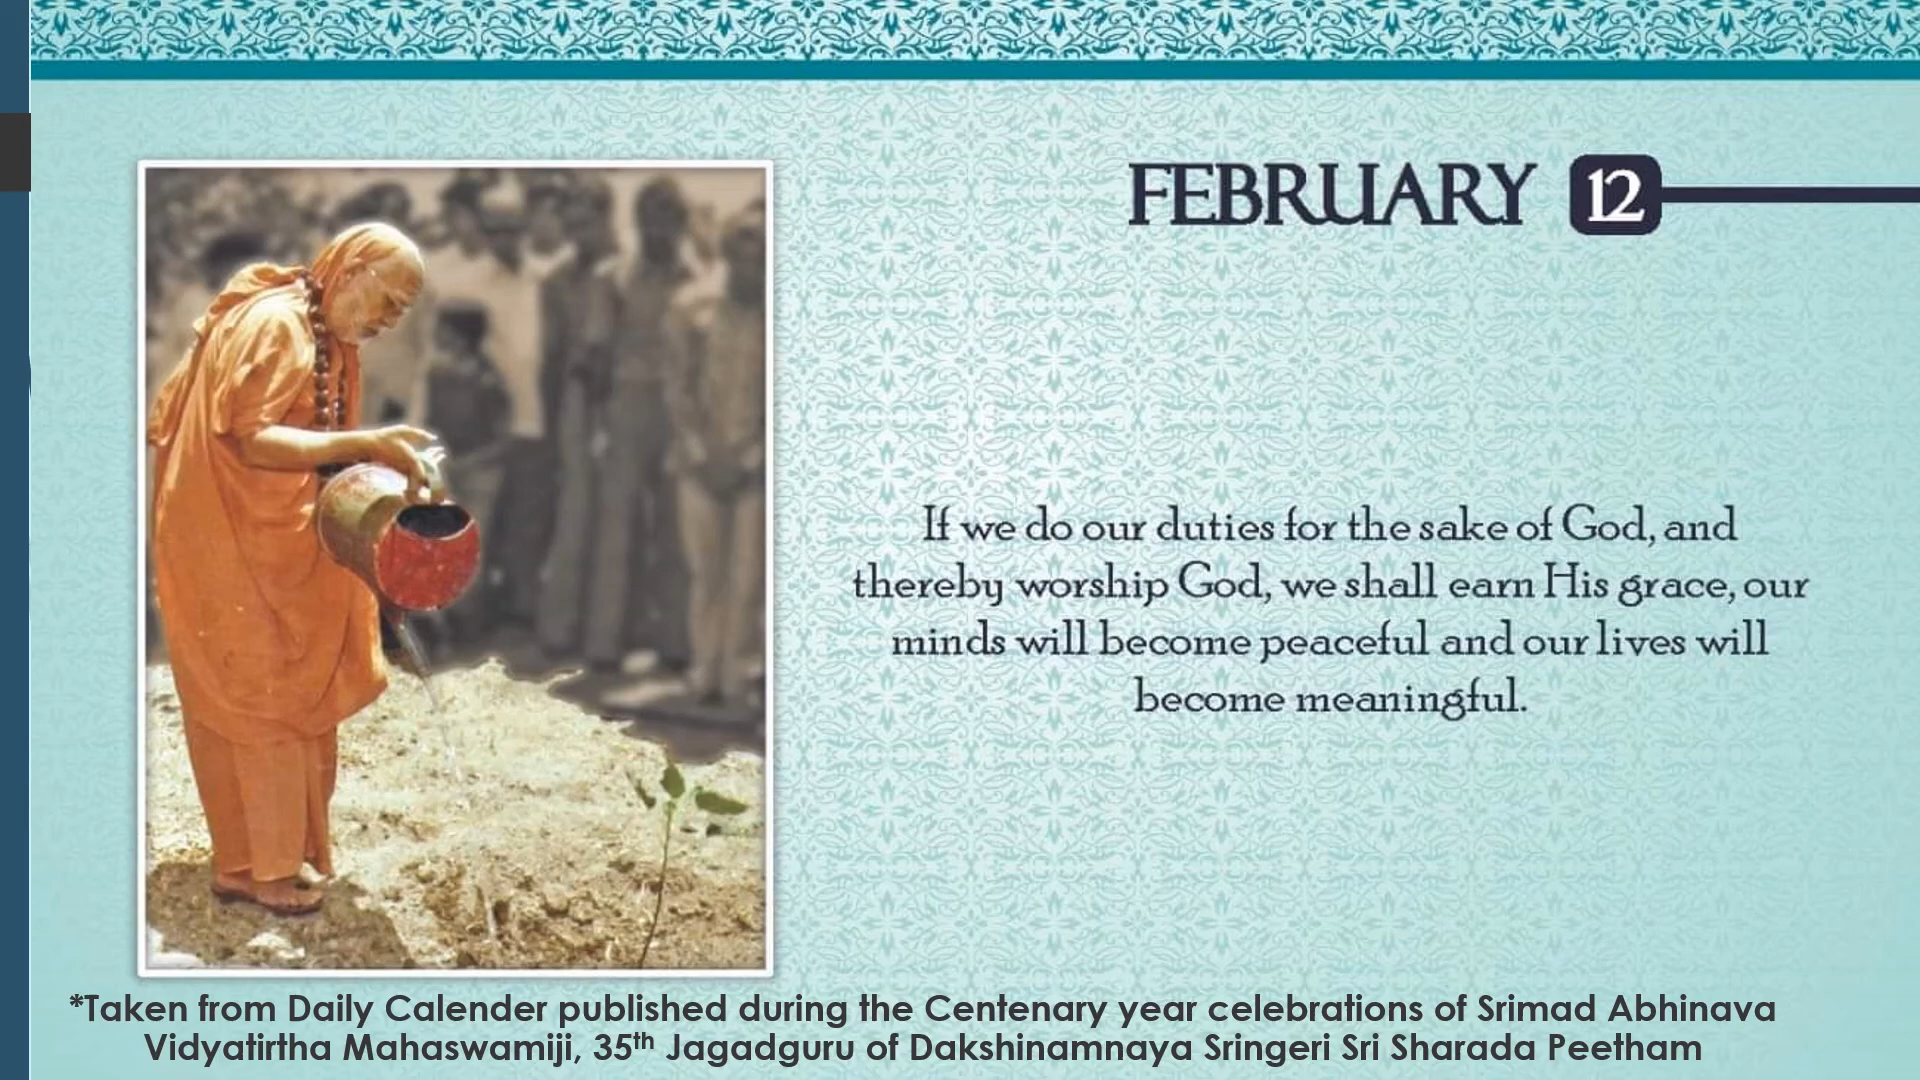 FEBRUARY 12
If we do our duties for the sake of God, and
thereby worship God, we shall earn His grace, our
minds will become peaceful and our lives will
become meaningful.
*Taken from Daily Calender published during the Centenary year celebrations of Srimad Abhinava
Vidyatirtha Mahaswamiji, 35th Jagadguru of Dakshinamnaya Sringeri Sri Sharada Peetham